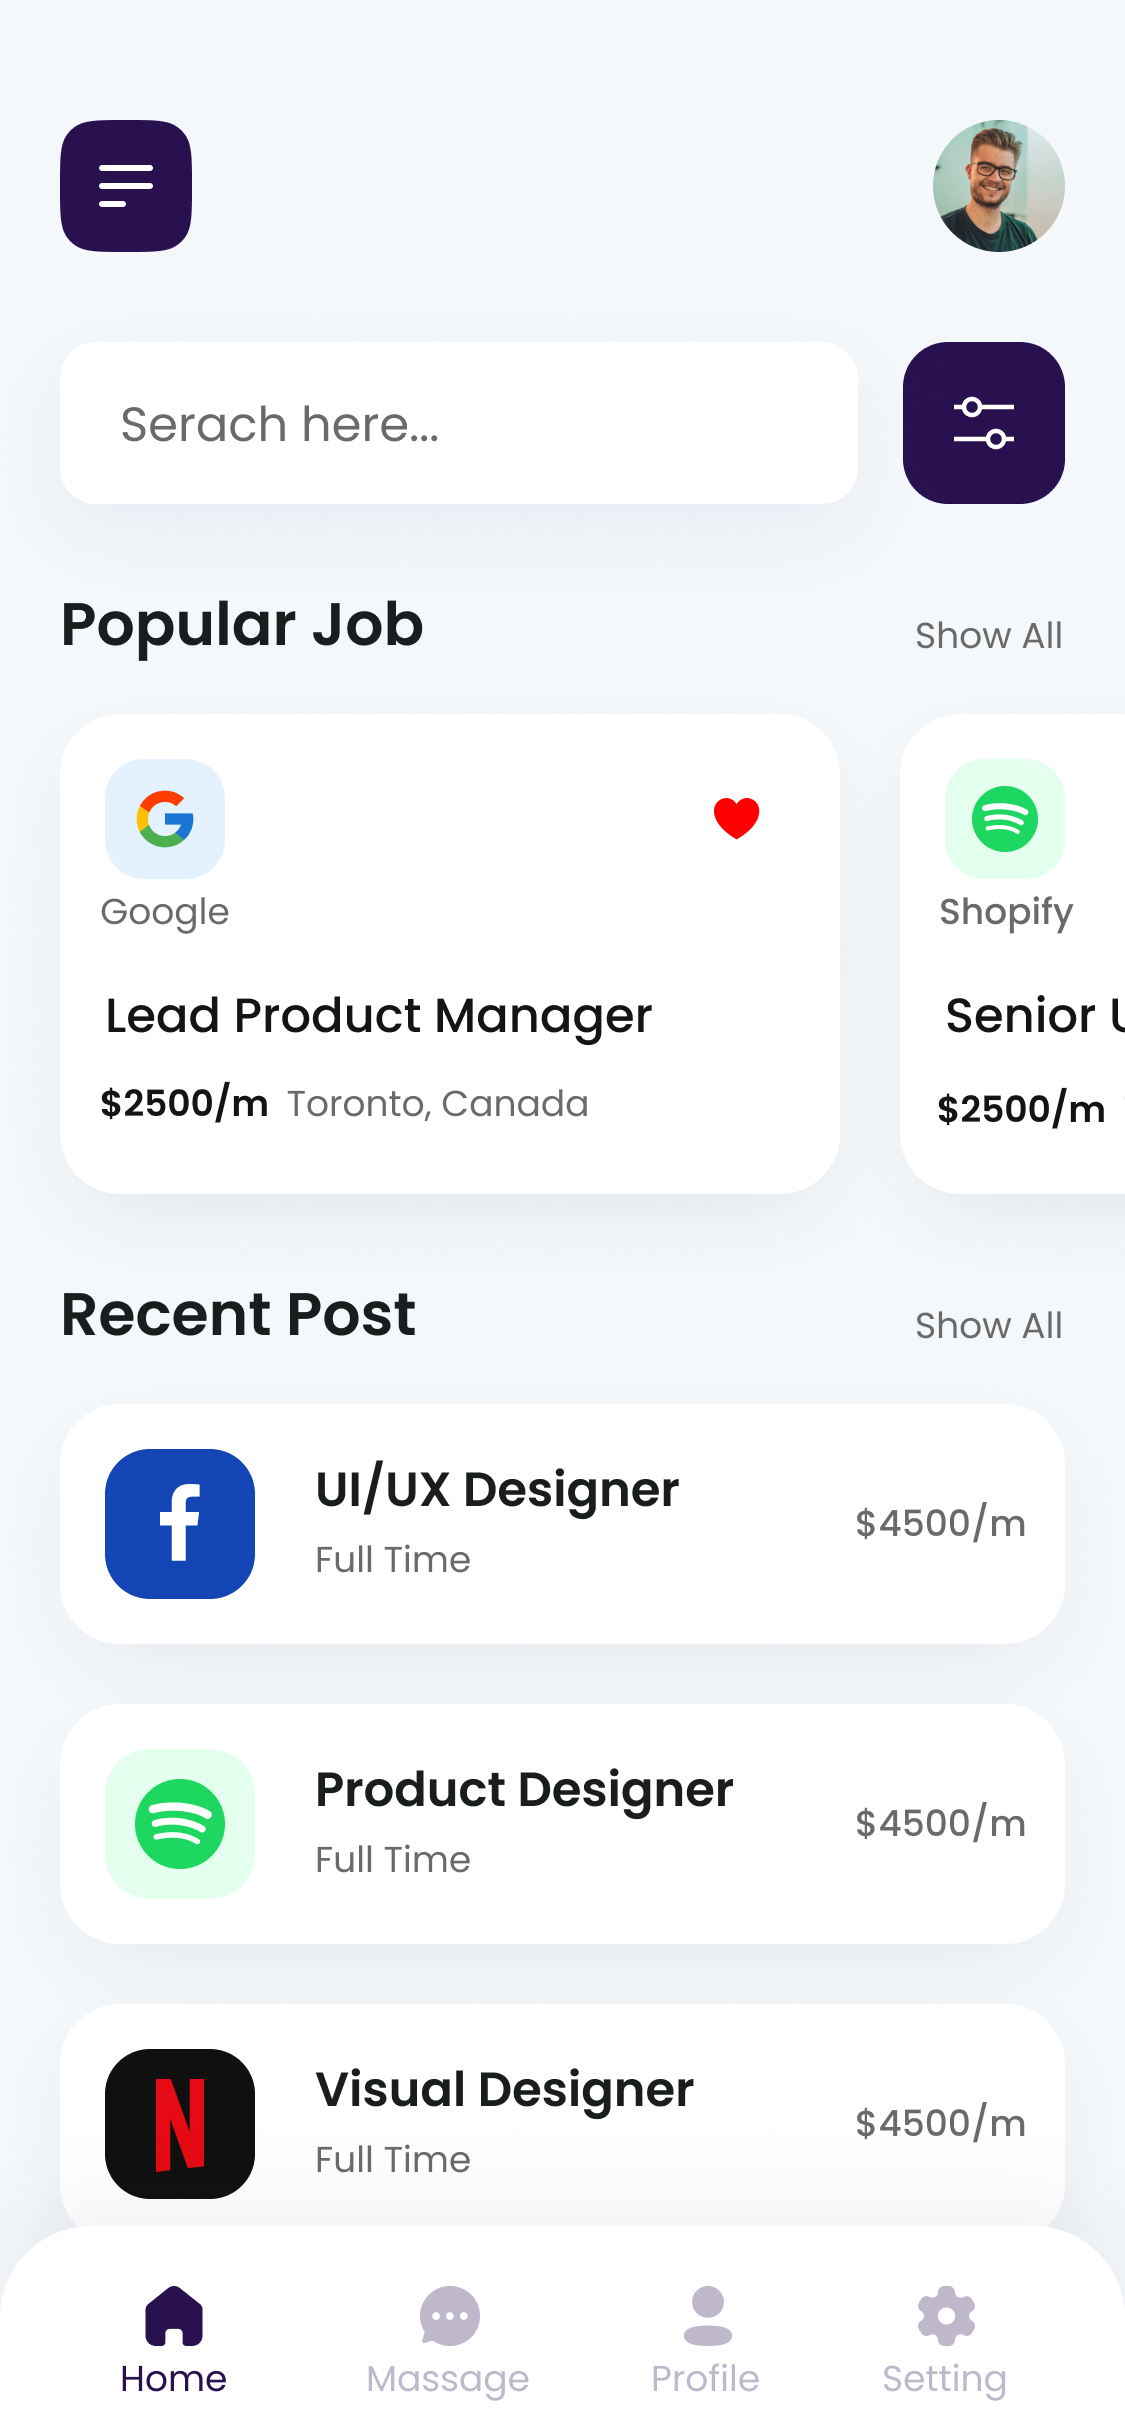 Serach here...
Popular Job
Show All
Google
Lead Product Manager
$2500/m Toronto, Canada
Shopify
Senior
$2500/m
Recent Post
Show All
UI/UX Designer
Full Time
$4500/m
Product Designer
Full Time
$4500/m
Visual Designer
Full Time
$4500/m
Home
Massage
Profile
Setting